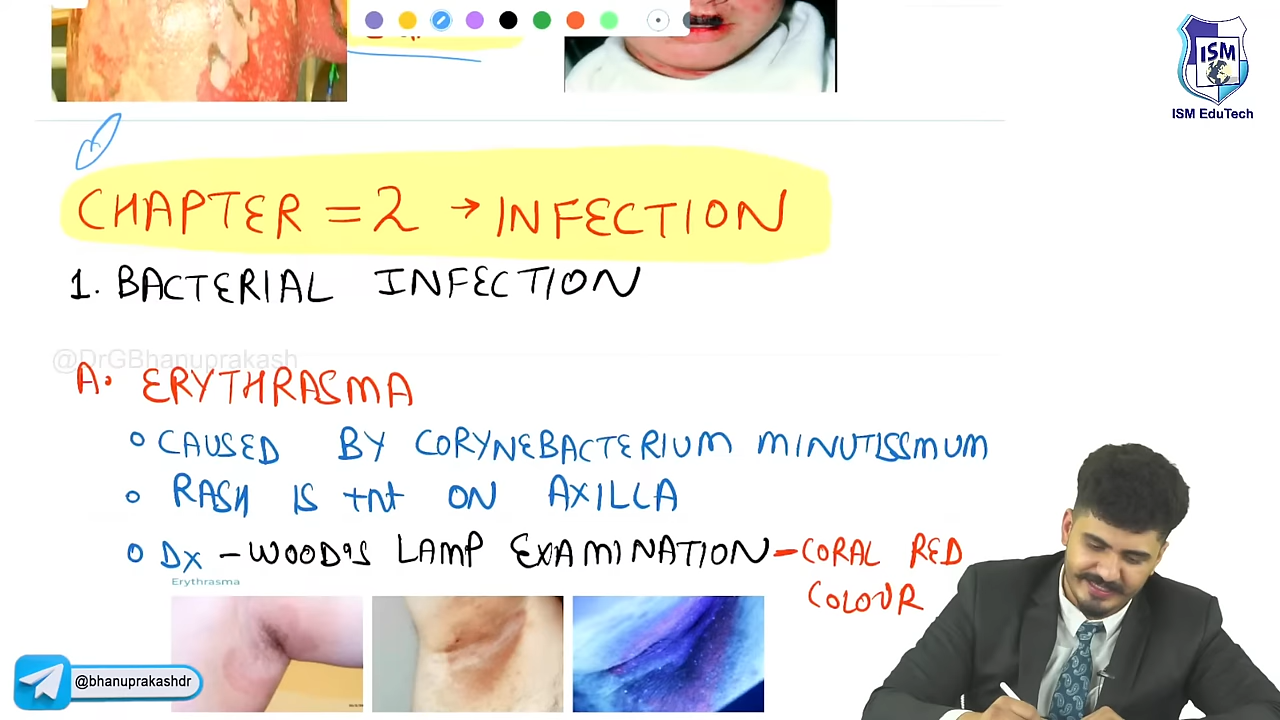 ISM
ISM EduTech
CHAPTER = 2 → INFECTION
1. BACTERIAL INFECTION
@DrGBhanuprakash
A. ERYTHRASMA
CAUSED BY CORYNEBACTERIUM MINUTISSMUM
RASH IS +nt ON AXILLA
DX - WOOD'S LAMP EXAMINATION - CORAL RED
COLOUR
Erythrasma
@bhanuprakashdr